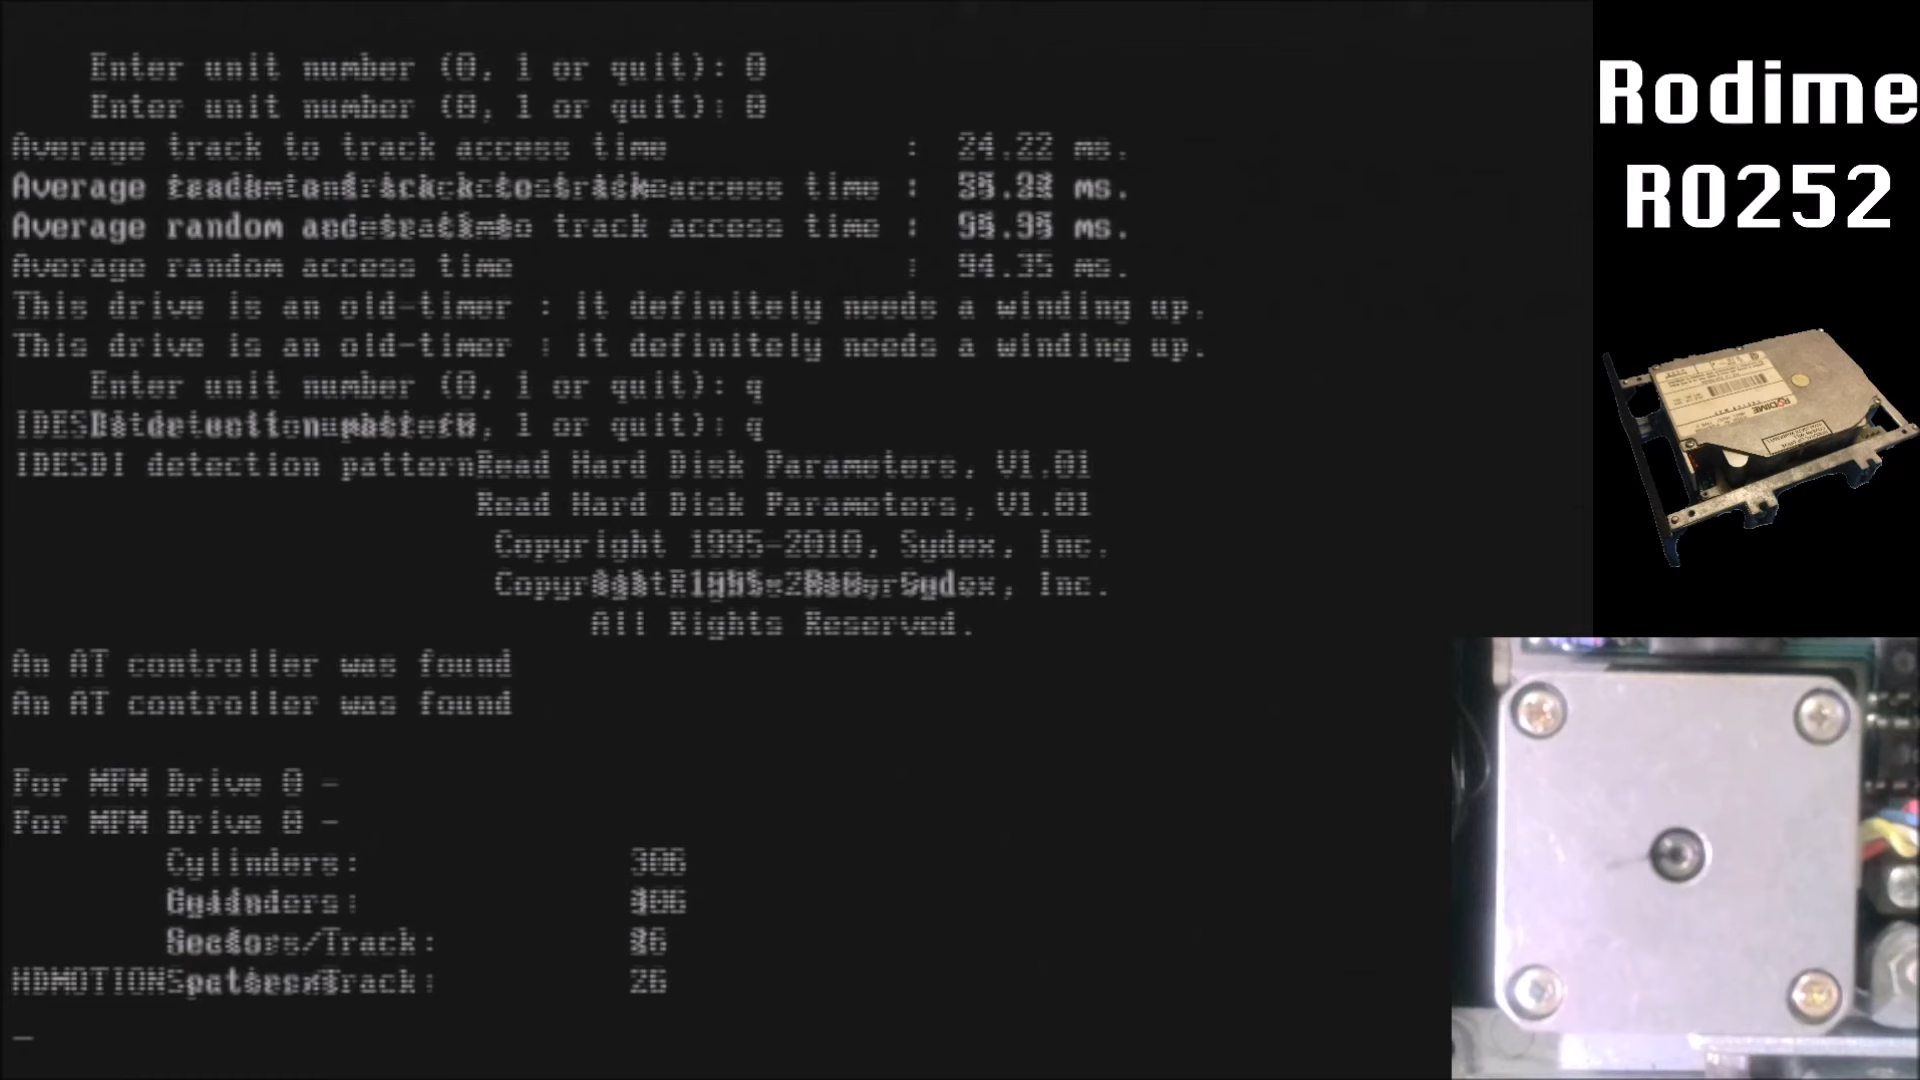 Enter unit number (0, 1 or quit): 0
Enter unit number (0, 1 or quit): 0
Average track to track access time : 24.22 ms.
Average access time : ms.
Average random track access time : ms.
Average random access time : 94.35 ms.
This drive is an old-timer : it definitely needs a winding up.
This drive is an old-timer : it definitely needs a winding up.
Enter unit number (0, 1 or quit): q
1 or quit): q
IDESDI detection pattern Read Hard Disk Parameters, V1.01
Read Hard Disk Parameters, V1.01
Copyright 1995-2010, Sydex, Inc.
Inc.
All Rights Reserved.
An AT controller was found
An AT controller was found
For MFM Drive 0 -
For MFM Drive 0 -
Cylinders: 306
Sectors/Track:
HDMOTION 26
Rodime
RO252